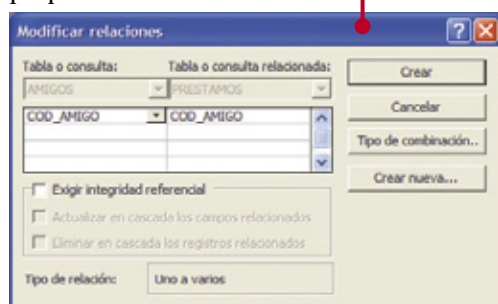 Modificar relaciones
Tabla o consulta: Tabla o consulta relacionada:
AMIGOS PRESTAMOS
COD_AMIGO COD_AMIGO
Crear
Cancelar
Tipo de combinación..
Crear nueva...
Exigir integridad referencial
Actualizar en cascada los campos relacionados
Eliminar en cascada los registros relacionados
Tipo de relación: Uno a varios